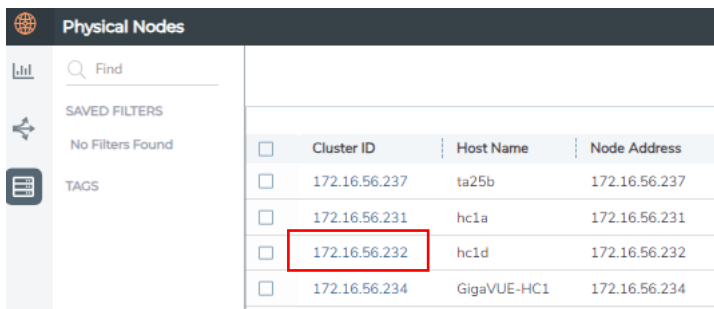 Physical Nodes
Find
SAVED FILTERS
No Filters Found
TAGS
Cluster ID Host Name Node Address
172.16.56.237 ta25b 172.16.56.237
172.16.56.231 hc1a 172.16.56.231
172.16.56.232 hc1d 172.16.56.232
172.16.56.234 GigaVUE-HC1 172.16.56.234